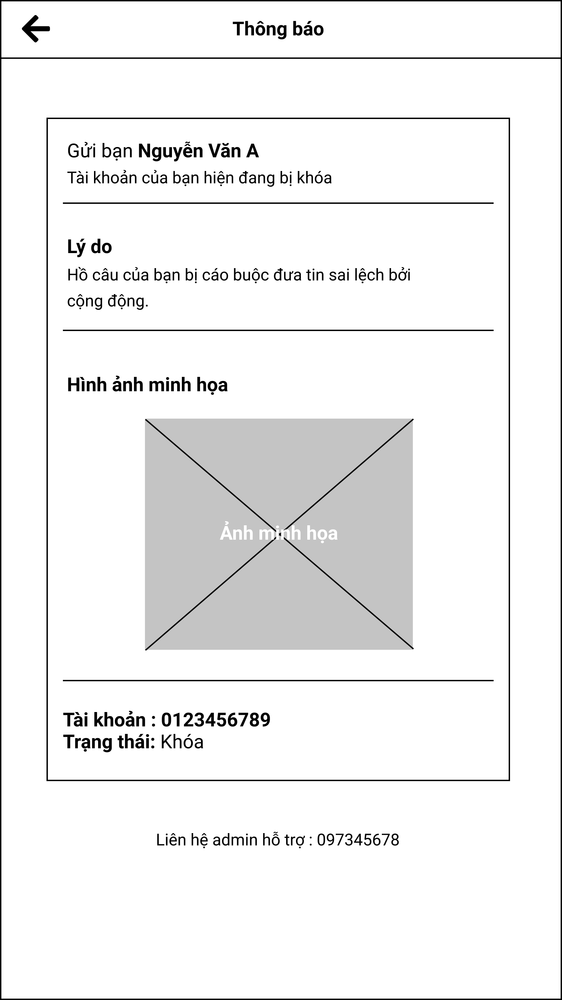 Thông báo
Gửi bạn Nguyễn Văn A
Tài khoản của bạn hiện đang bị khóa
Lý do
Hồ câu của bạn bị cáo buộc đưa tin sai lệch bởi
cộng động.
Hình ảnh minh họa
Ảnh minh họa
Tài khoản : 0123456789
Trạng thái: Khóa
Liên hệ admin hỗ trợ : 097345678